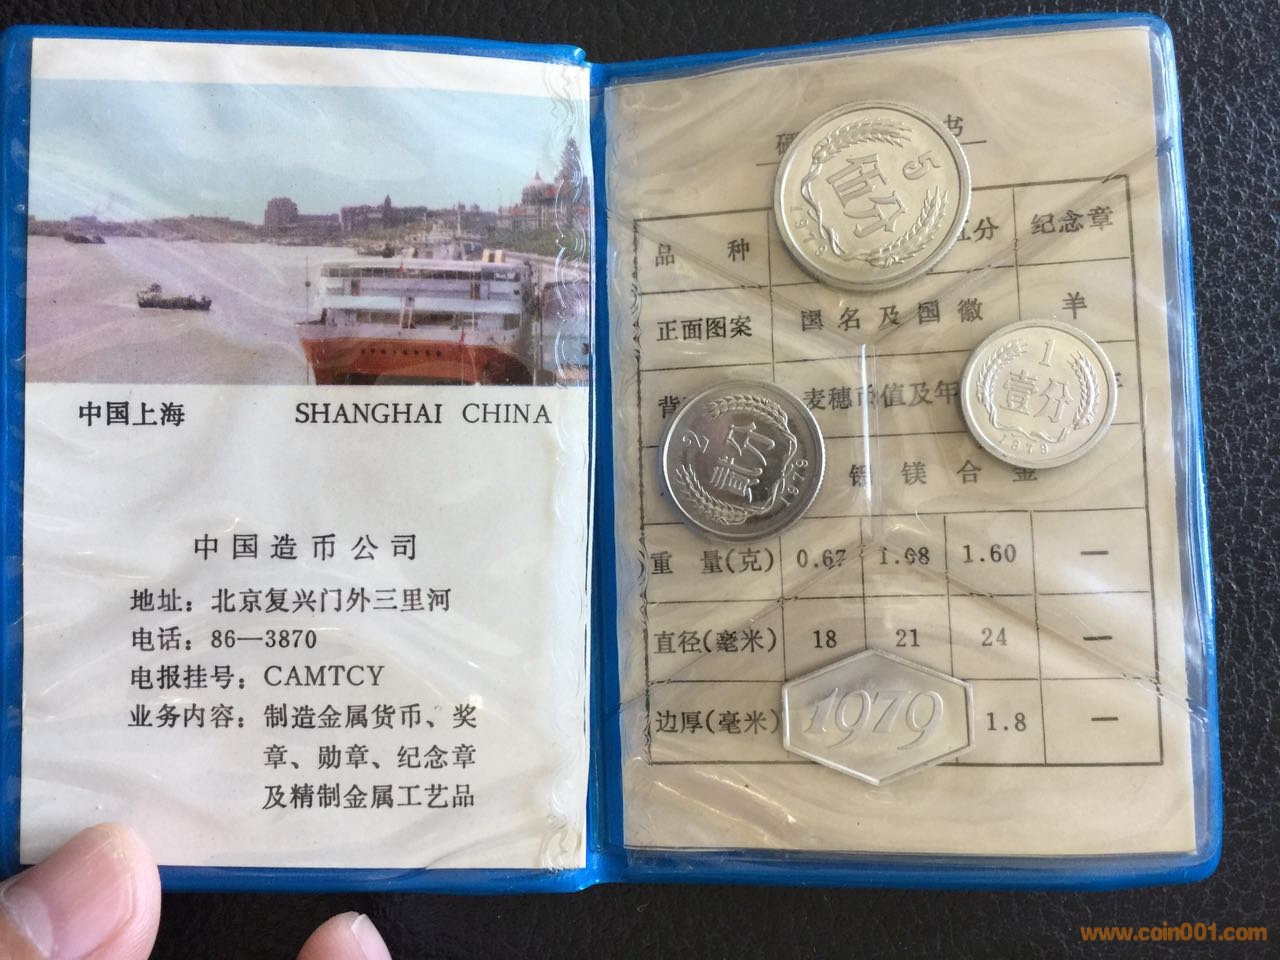 中国上海 SHANGHAI CHINA
中国造币公司
地址：北京复兴门外三里河
电话：86—3870
电报挂号：CAMTCY
业务内容：制造金属货币、奖
章、勋章、纪念章
及精制金属工艺品
书
品 种 分 纪念章
正面图案 国名及国徽 羊
背 麦穗币值及年
镁合金
重 量(克) 0.67 1.08 1.60 —
直径(毫米) 18 21 24 —
边厚(毫米) 1.8 —
5
伍分
1979
1
壹分
1979
2
贰分
1979
1979
www.coin001.com